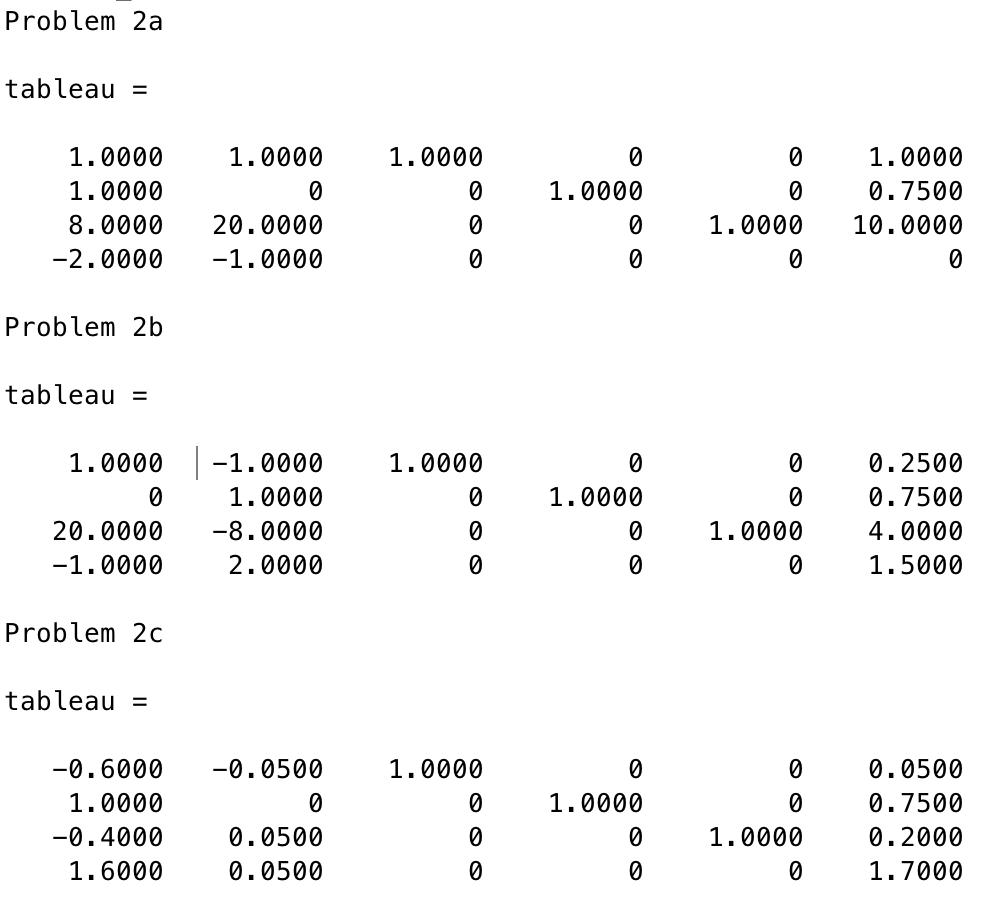 Problem 2a
tableau =
1.0000 1.0000 1.0000 0 0 1.0000
1.0000 0 0 1.0000 0 0.7500
8.0000 20.0000 0 0 1.0000 10.0000
−2.0000 −1.0000 0 0 0 0
Problem 2b
tableau =
1.0000 −1.0000 1.0000 0 0 0.2500
0 1.0000 0 1.0000 0 0.7500
20.0000 −8.0000 0 0 1.0000 4.0000
−1.0000 2.0000 0 0 0 1.5000
Problem 2c
tableau =
−0.6000 −0.0500 1.0000 0 0 0.0500
1.0000 0 0 1.0000 0 0.7500
−0.4000 0.0500 0 0 1.0000 0.2000
1.6000 0.0500 0 0 0 1.7000